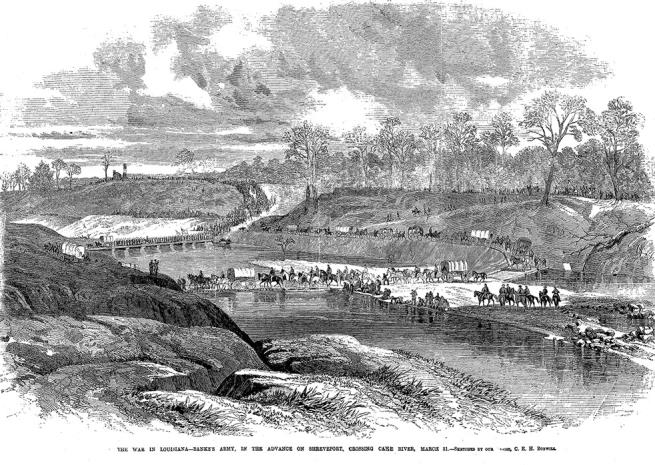 THE WAR IN LOUISIANA—BANKS'S ARMY, IN THE ADVANCE ON SHREVEPORT, CROSSING CANE RIVER, MARCH 31.—SKETCHED BY OUR C. E. H. BONWILL.